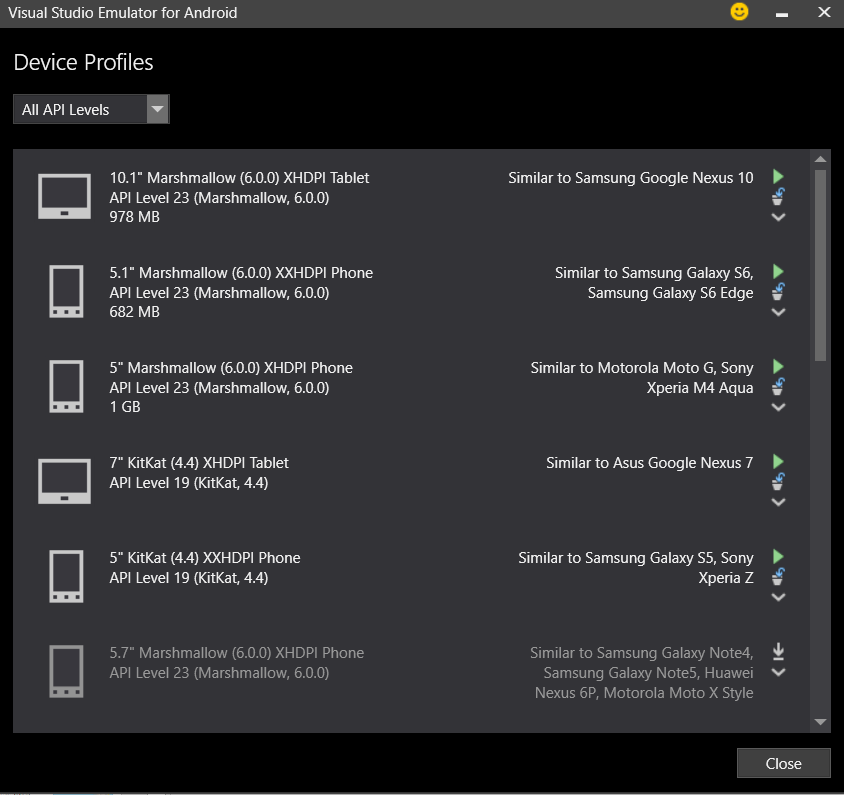 Visual Studio Emulator for Android
Device Profiles
All API Levels
10.1" Marshmallow (6.0.0) XHDPI Tablet
API Level 23 (Marshmallow, 6.0.0)
978 MB
Similar to Samsung Google Nexus 10
5.1" Marshmallow (6.0.0) XXHDPI Phone
API Level 23 (Marshmallow, 6.0.0)
682 MB
Similar to Samsung Galaxy S6,
Samsung Galaxy S6 Edge
5" Marshmallow (6.0.0) XHDPI Phone
API Level 23 (Marshmallow, 6.0.0)
1 GB
Similar to Motorola Moto G, Sony
Xperia M4 Aqua
7" KitKat (4.4) XHDPI Tablet
API Level 19 (KitKat, 4.4)
Similar to Asus Google Nexus 7
5" KitKat (4.4) XXHDPI Phone
API Level 19 (KitKat, 4.4)
Similar to Samsung Galaxy S5, Sony
Xperia Z
5.7" Marshmallow (6.0.0) XHDPI Phone
API Level 23 (Marshmallow, 6.0.0)
Similar to Samsung Galaxy Note4,
Samsung Galaxy Note5, Huawei
Nexus 6P, Motorola Moto X Style
Close